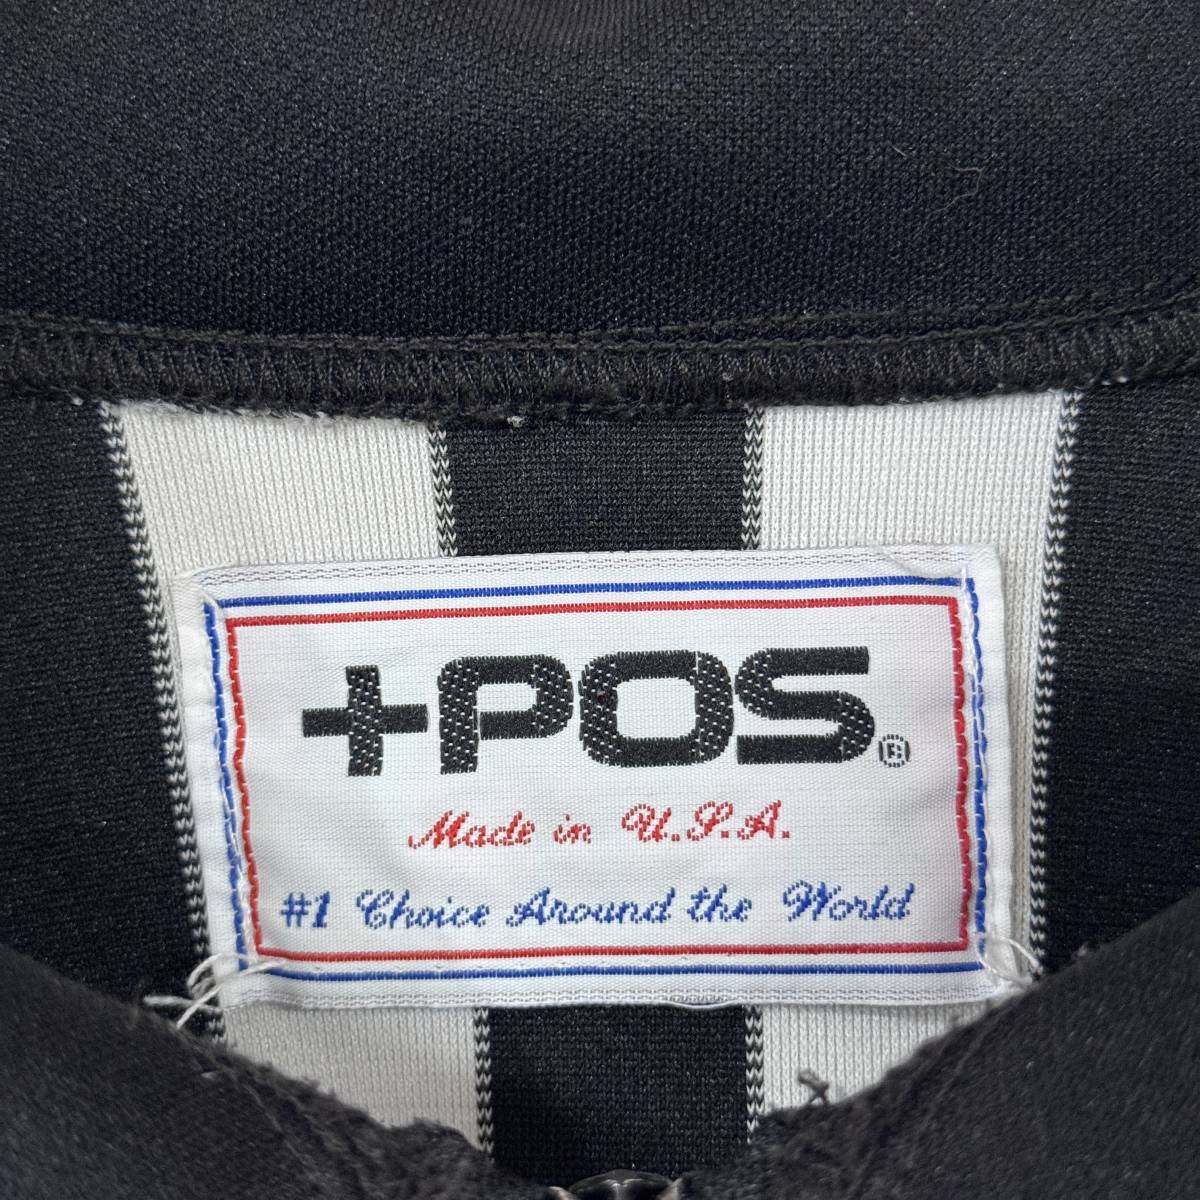 +POS®
Made in U.S.A.
#1 Choice Around the World